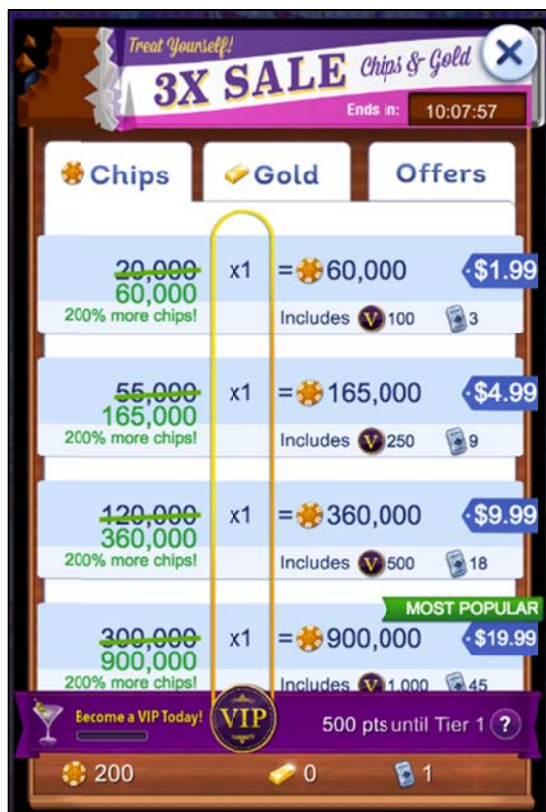 Treat Yourself!
3X SALE Chips & Gold
Ends in: 10:07:57
Chips Gold Offers
20,000 x1 = 60,000 $1.99
60,000
200% more chips! Includes V 100 3
55,000 x1 = 165,000 $4.99
165,000
200% more chips! Includes V 250 9
120,000 x1 = 360,000 $9.99
360,000
200% more chips! Includes V 500 18
MOST POPULAR
300,000 x1 = 900,000 $19.99
900,000
200% more chips! Includes V 1,000 45
Become a VIP Today! VIP 500 pts until Tier 1 ?
200 0 1